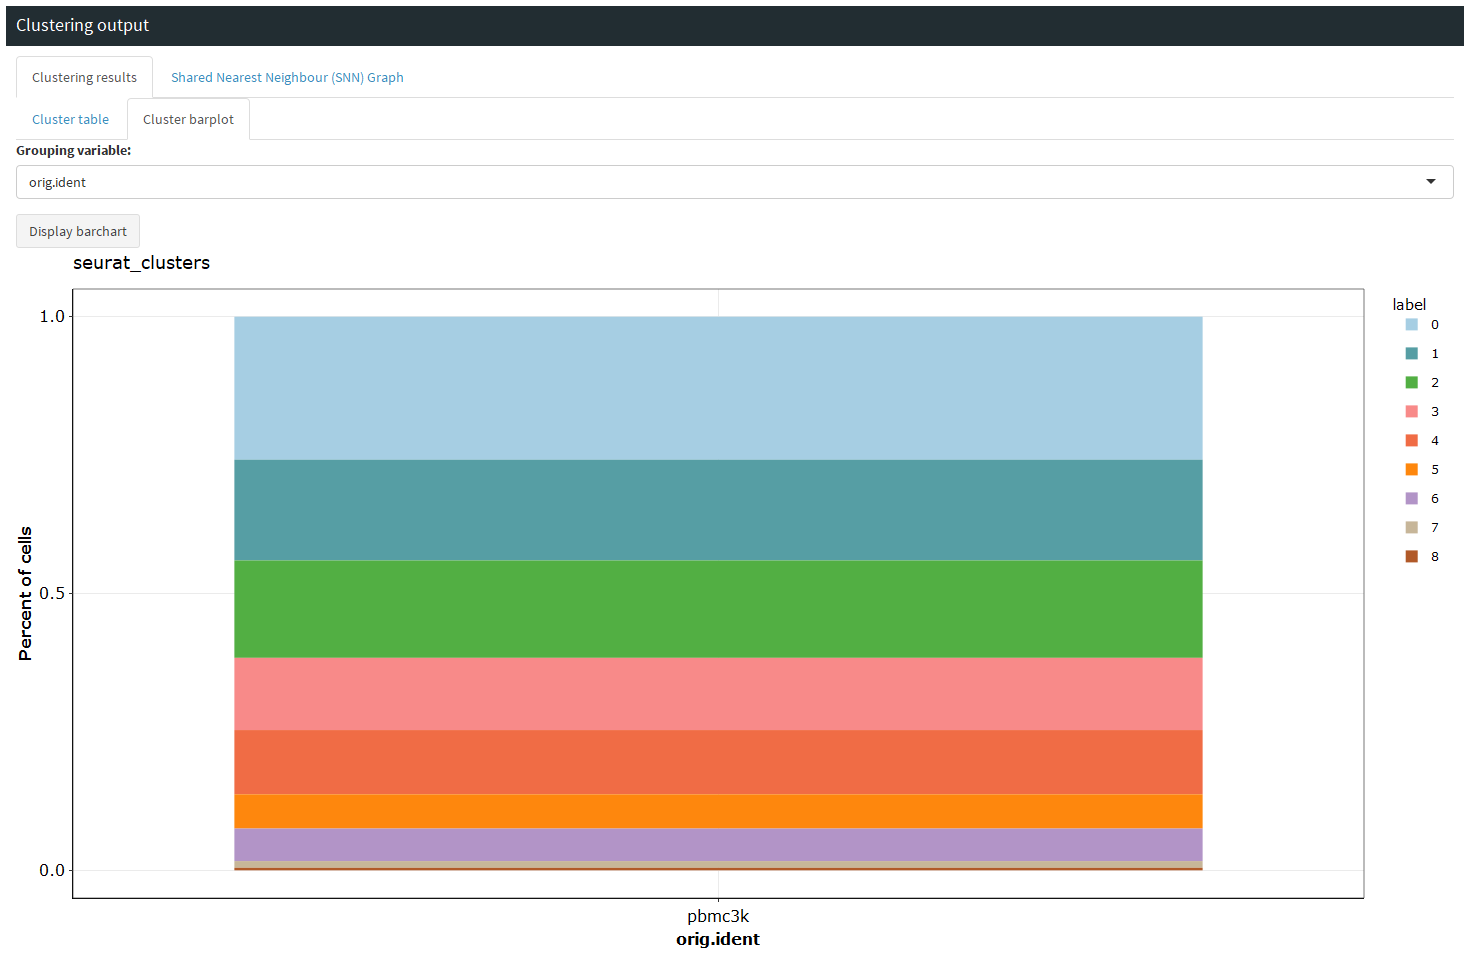 Clustering output
Clustering results
Shared Nearest Neighbour (SNN) Graph
Cluster table
Cluster barplot
Grouping variable:
orig.ident
Display barchart
seurat_clusters
1.0
0.5
0.0
Percent of cells
pbmc3k
orig.ident
label
0
1
2
3
4
5
6
7
8